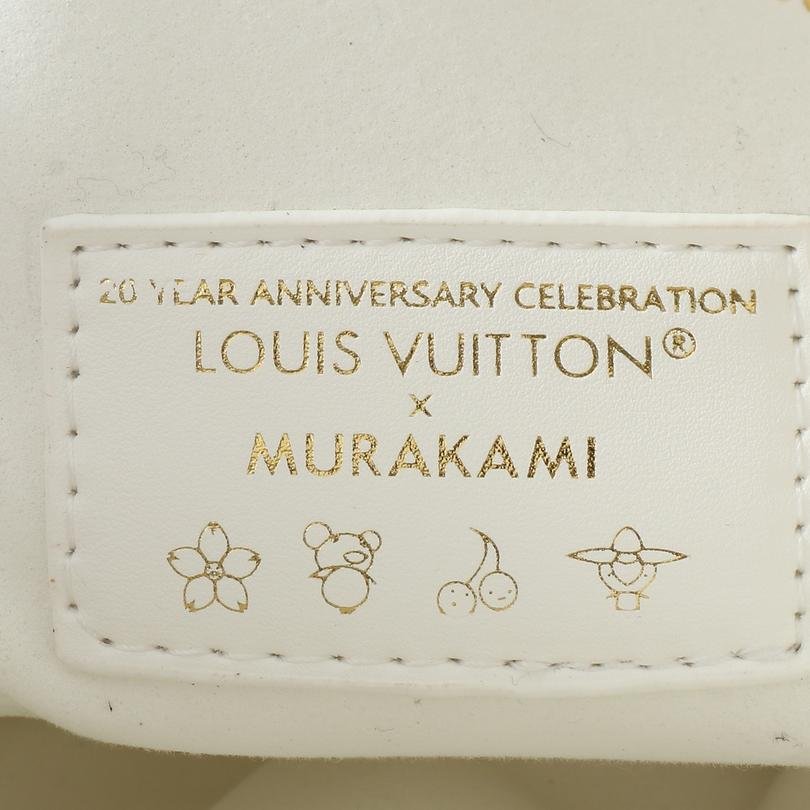 20 YEAR ANNIVERSARY CELEBRATION
LOUIS VUITTON®
x
MURAKAMI